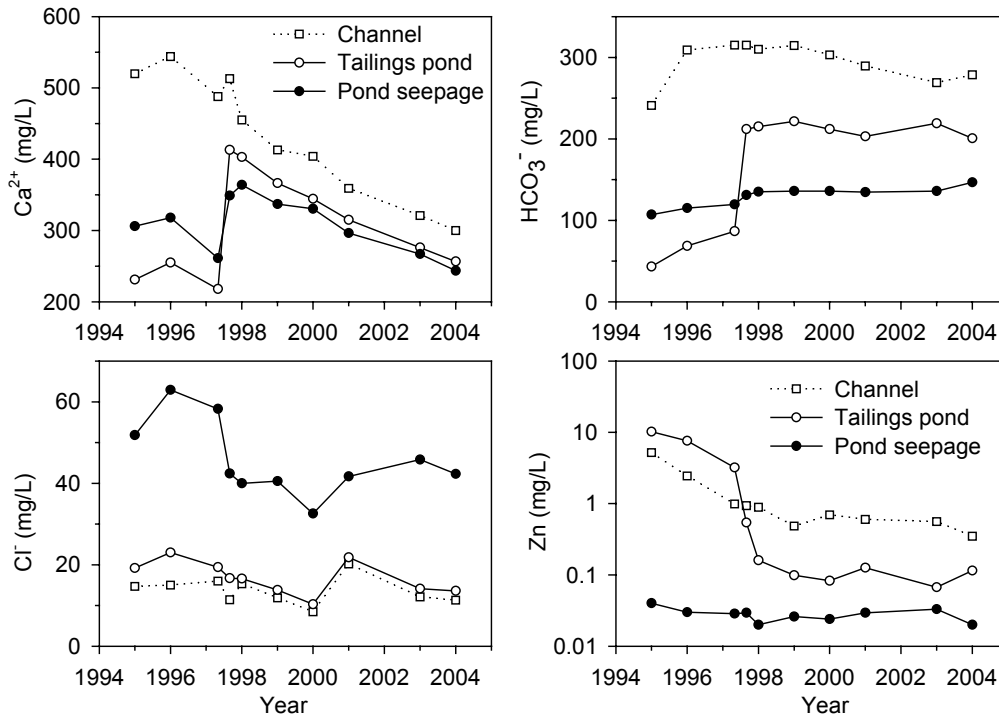 600
500
400
300
200
Ca²⁺ (mg/L)
Channel
Tailings pond
Pond seepage
1994 1996 1998 2000 2002 2004
300
200
100
0
HCO₃⁻ (mg/L)
1994 1996 1998 2000 2002 2004
60
40
20
0
Cl⁻ (mg/L)
1994 1996 1998 2000 2002 2004
Year
100
10
1
0.1
0.01
Zn (mg/L)
Channel
Tailings pond
Pond seepage
1994 1996 1998 2000 2002 2004
Year